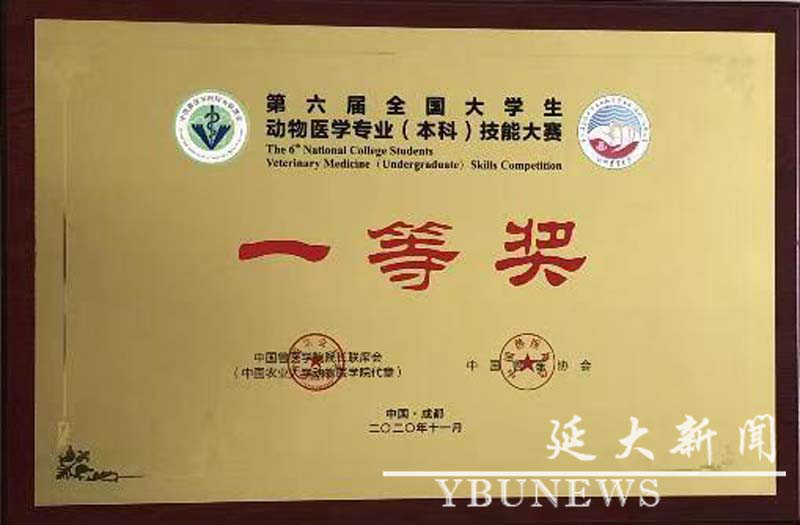 第六届全国大学生
动物医学专业（本科）技能大赛
The 6th National College Students
Veterinary Medicine (Undergraduate) Skills Competition
一等奖
中国兽医学院院长联席会
（中国农业大学动物医学院代章）
中国兽医协会
中国·成都
二〇二〇年十一月
延大新闻
YBUNEWS